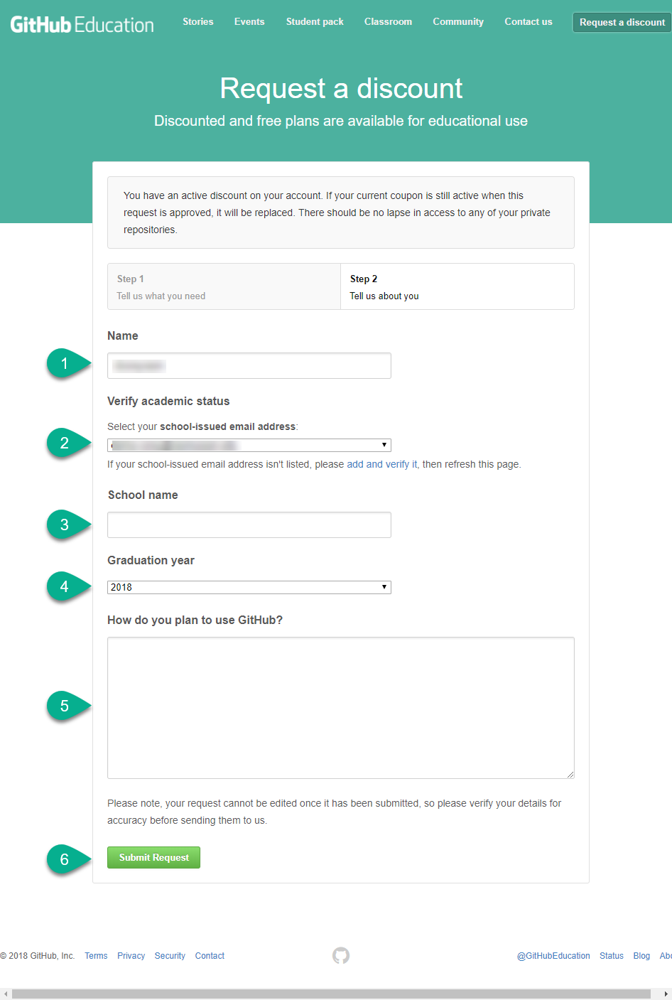 GitHub Education Stories Events Student pack Classroom Community Contact us Request a discount
Request a discount
Discounted and free plans are available for educational use
You have an active discount on your account. If your current coupon is still active when this
request is approved, it will be replaced. There should be no lapse in access to any of your private
repositories.
Step 1 Step 2
Tell us what you need Tell us about you
Name
1
Verify academic status
Select your school-issued email address:
2
If your school-issued email address isn't listed, please add and verify it, then refresh this page.
School name
3
Graduation year
4 2018
How do you plan to use GitHub?
5
Please note, your request cannot be edited once it has been submitted, so please verify your details for
accuracy before sending them to us.
6 Submit Request
© 2018 GitHub, Inc. Terms Privacy Security Contact @GitHubEducation Status Blog Abo